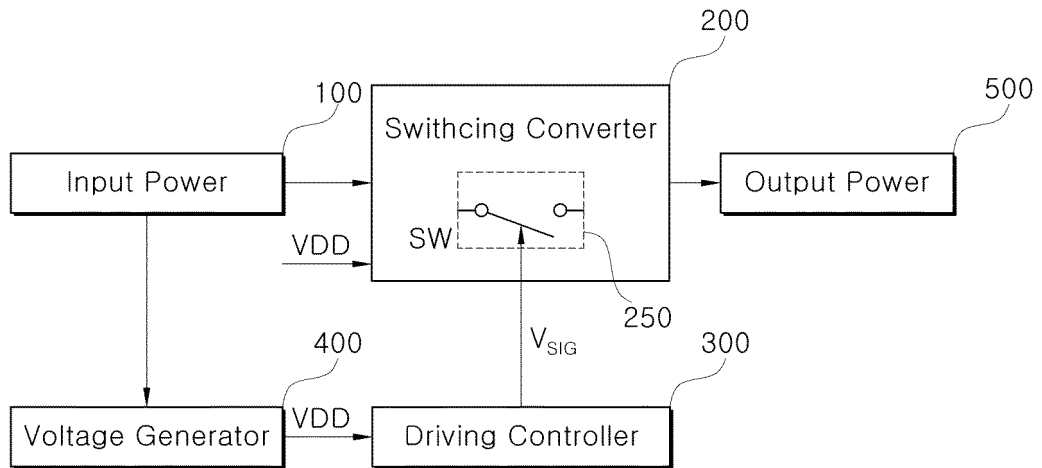 200
100
500
Swithcing Converter
Input Power
Output Power
SW
VDD
250
V_SIG
400
300
Voltage Generator
VDD
Driving Controller